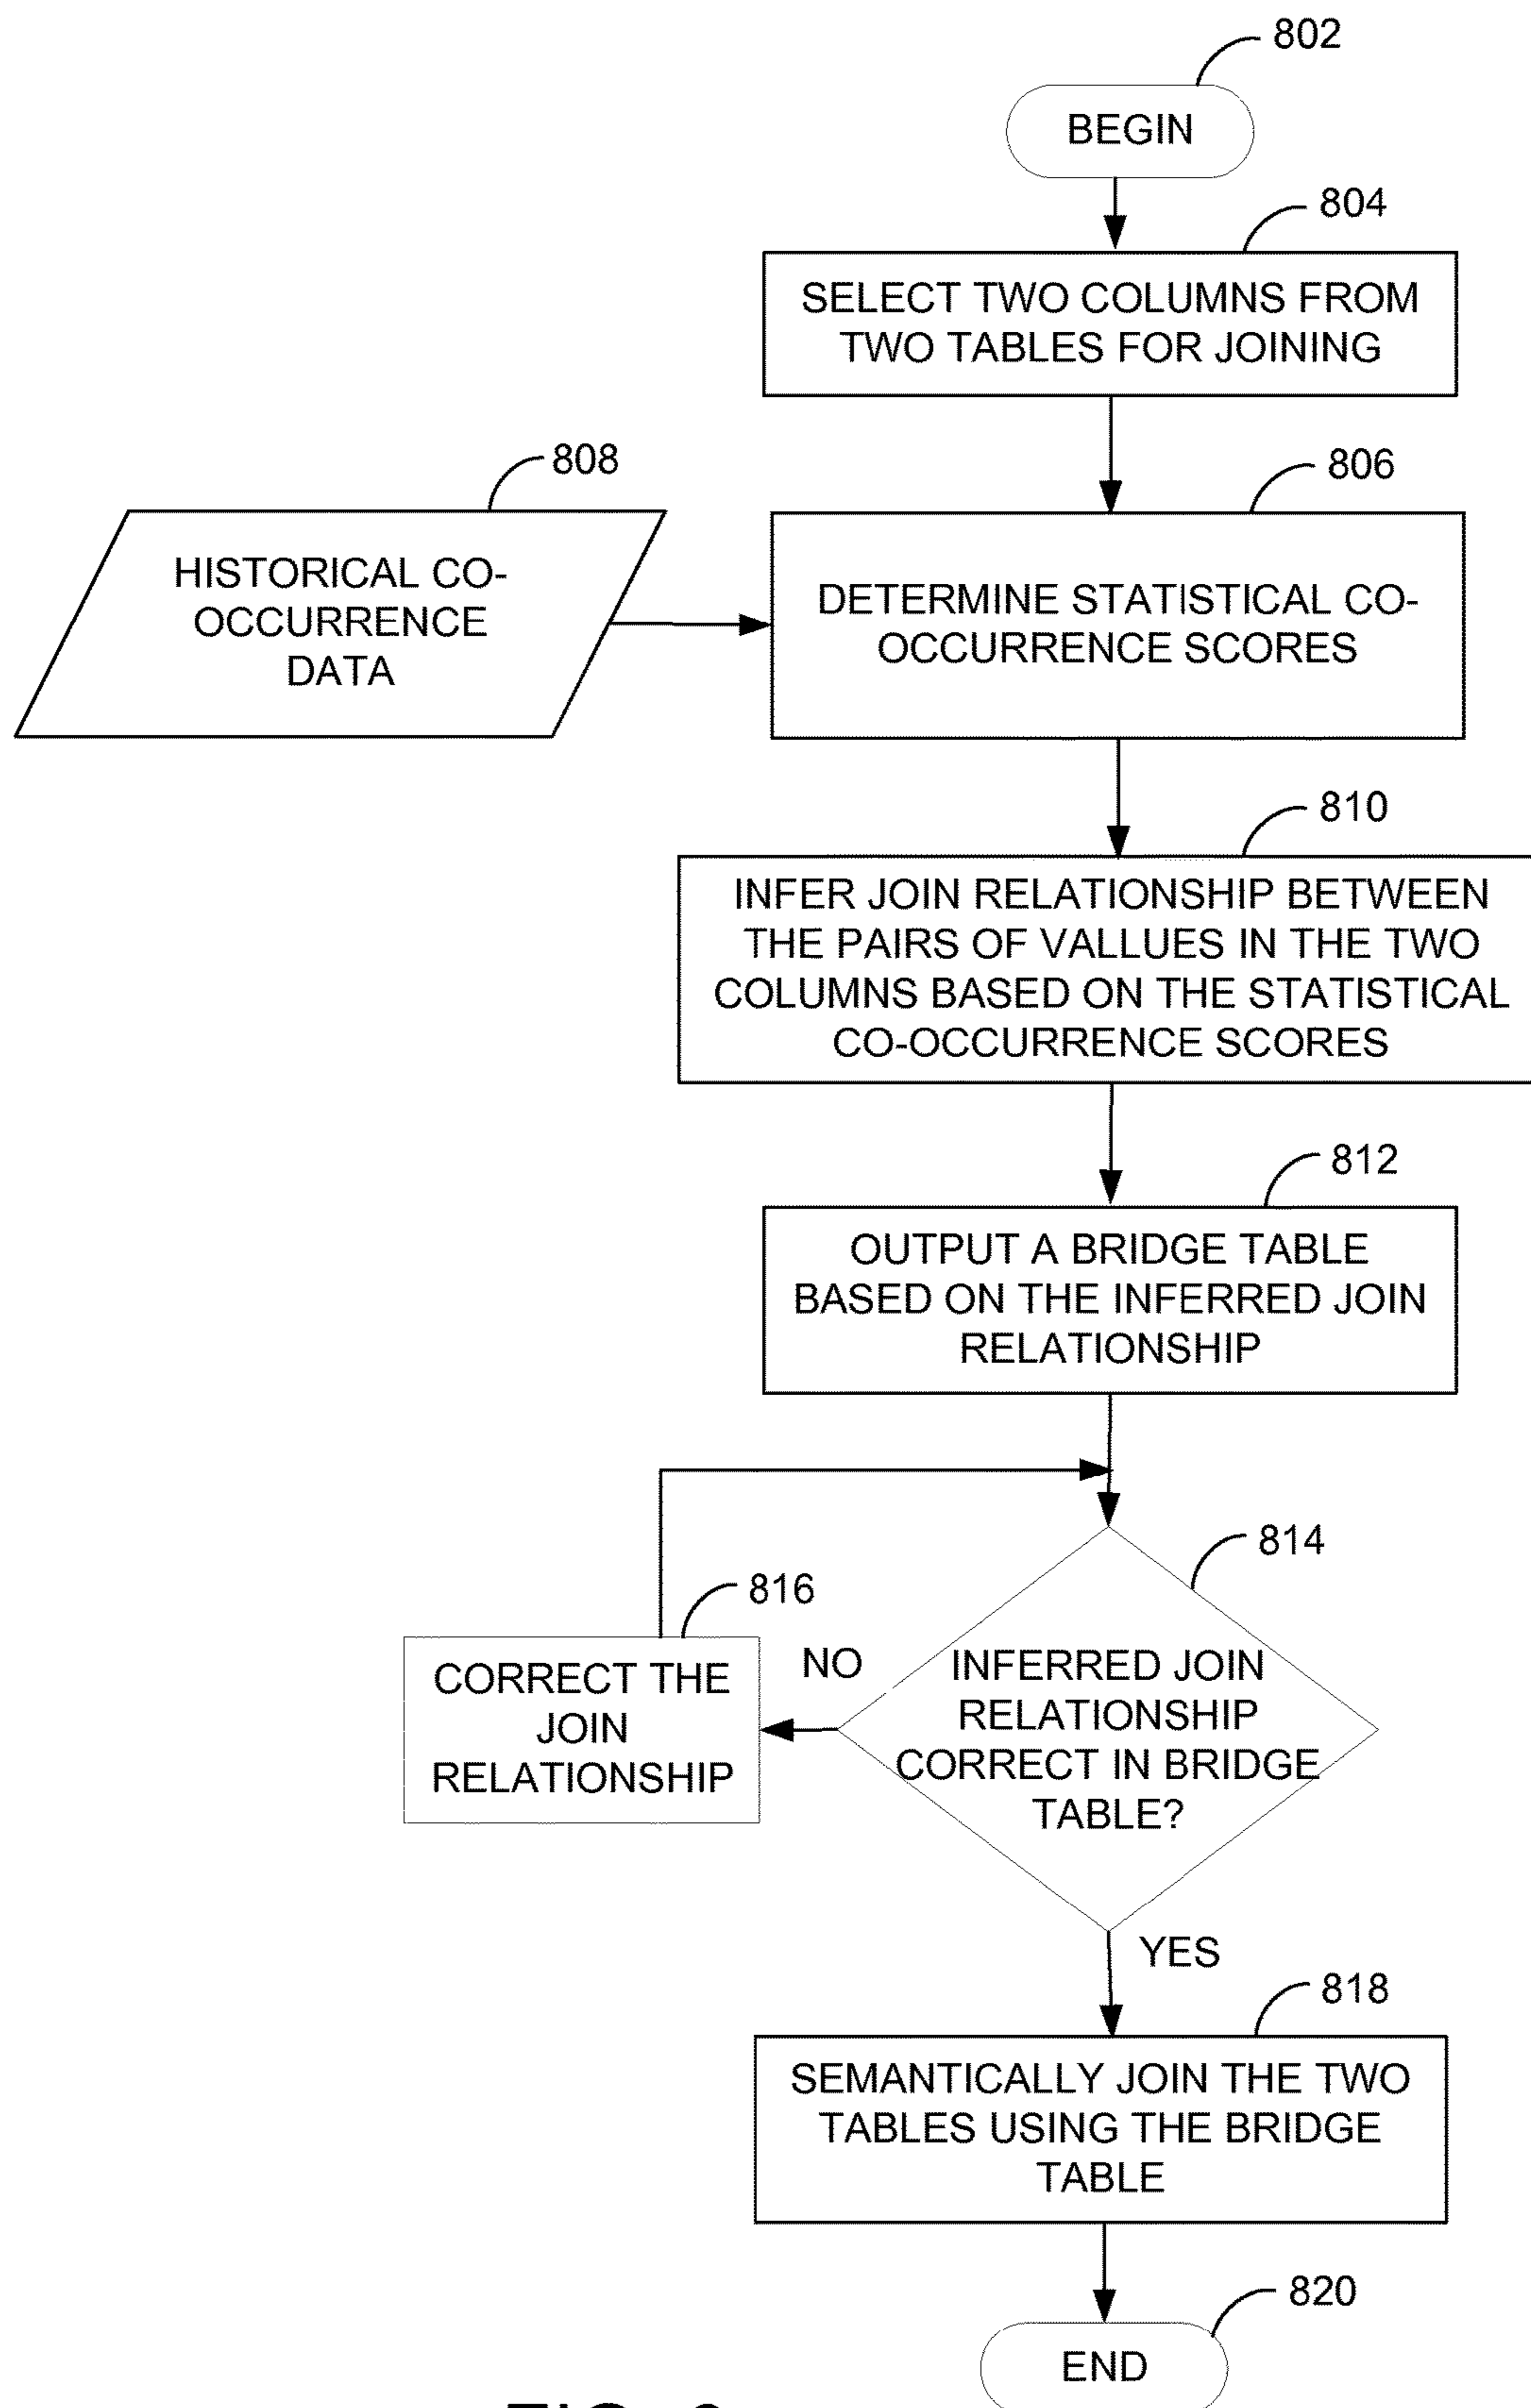 802
BEGIN
804
SELECT TWO COLUMNS FROM
TWO TABLES FOR JOINING
808
806
HISTORICAL CO-
OCCURRENCE
DATA
DETERMINE STATISTICAL CO-
OCCURRENCE SCORES
810
INFER JOIN RELATIONSHIP BETWEEN
THE PAIRS OF VALLUES IN THE TWO
COLUMNS BASED ON THE STATISTICAL
CO-OCCURRENCE SCORES
812
OUTPUT A BRIDGE TABLE
BASED ON THE INFERRED JOIN
RELATIONSHIP
814
816
NO
CORRECT THE
JOIN
RELATIONSHIP
INFERRED JOIN
RELATIONSHIP
CORRECT IN BRIDGE
TABLE?
YES
818
SEMANTICALLY JOIN THE TWO
TABLES USING THE BRIDGE
TABLE
820
END